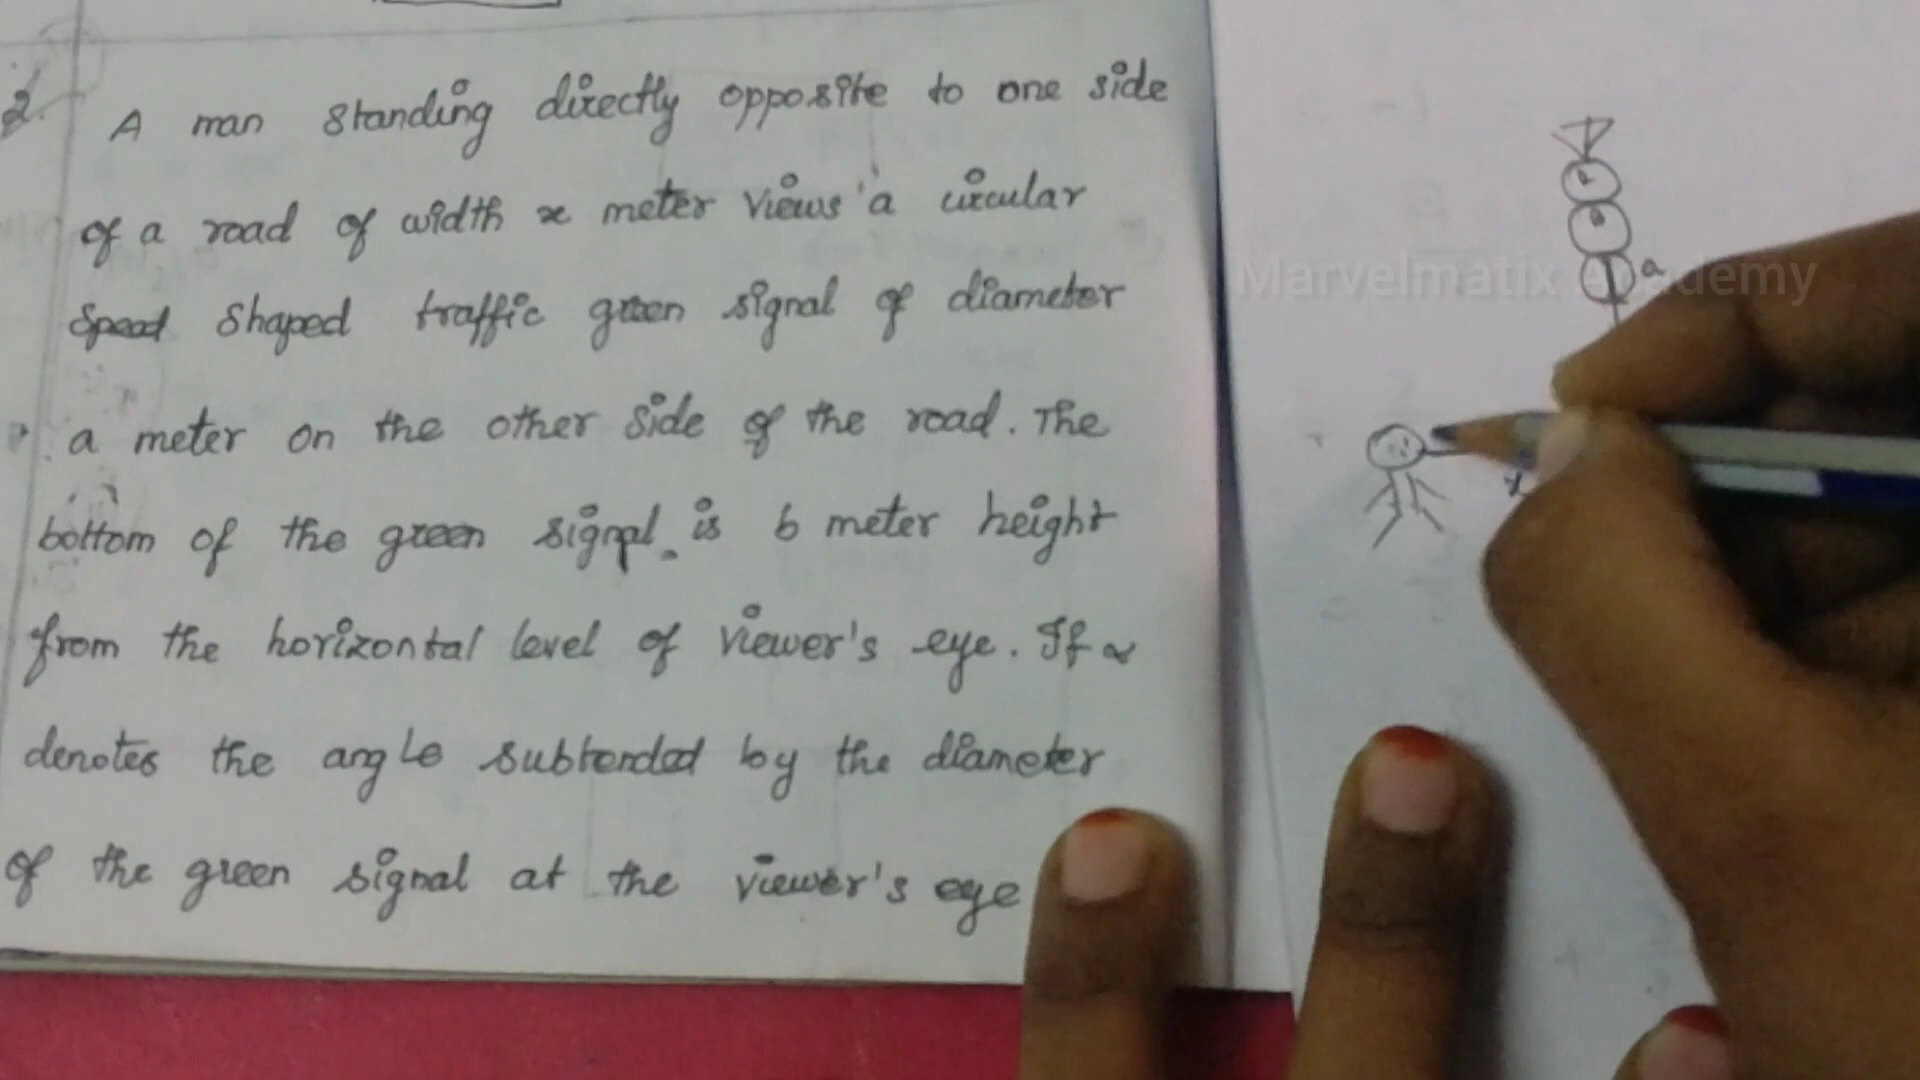 2. A man standing directly opposite to one side
of a road of width x meter views a circular
shaped traffic green signal of diameter
a meter on the other side of the road. The
bottom of the green signal is b meter height
from the horizontal level of viewer's eye. If α
denotes the angle subtended by the diameter
of the green signal at the viewer's eye
a
x
Marvelmatix Academy